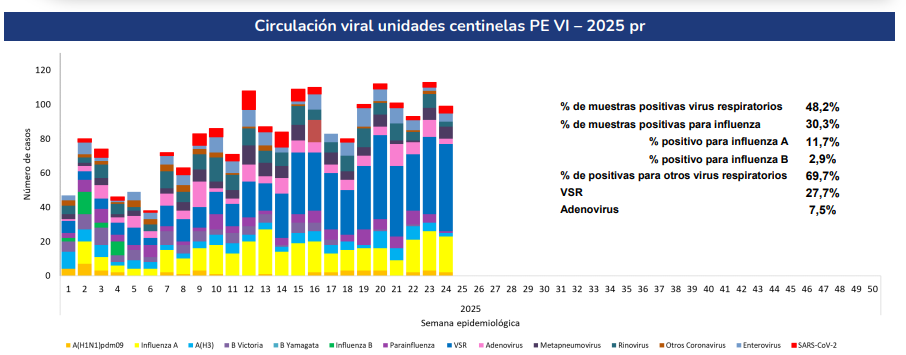 Circulación viral unidades centinelas PE VI – 2025 pr
120
100
80
60
40
20
0
Número de casos
1 2 3 4 5 6 7 8 9 10 11 12 13 14 15 16 17 18 19 20 21 22 23 24 25 26 27 28 29 30 31 32 33 34 35 36 37 38 39 40 41 42 43 44 45 46 47 48 49 50
2025
Semana epidemiológica
% de muestras positivas virus respiratorios 48,2%
% de muestras positivas para influenza 30,3%
% positivo para influenza A 11,7%
% positivo para influenza B 2,9%
% de positivas para otros virus respiratorios 69,7%
VSR 27,7%
Adenovirus 7,5%
A(H1N1)pdm09 Influenza A A(H3) B Victoria B Yamagata Influenza B Parainfluenza VSR Adenovirus Metapneumovirus Rinovirus Otros Coronavirus Enterovirus SARS-CoV-2